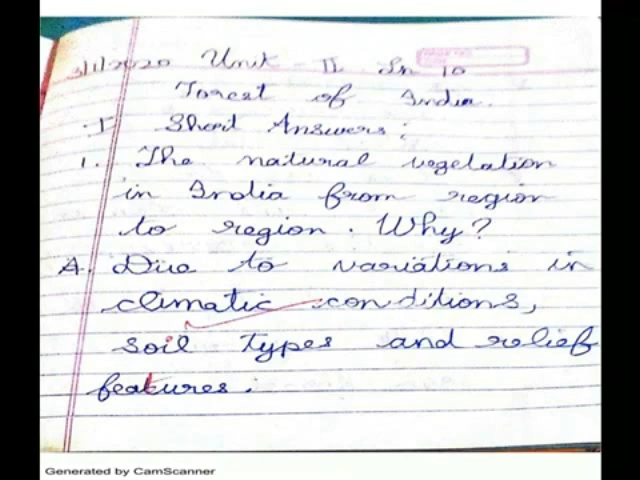 3/1/2020 Unit - II Ln 10
Forest of India.
I Short Answers:
1. The natural vegetation
in India from region
to region. Why?
A. Due to variations in
climatic conditions,
soil types and relief
features.
Generated by CamScanner